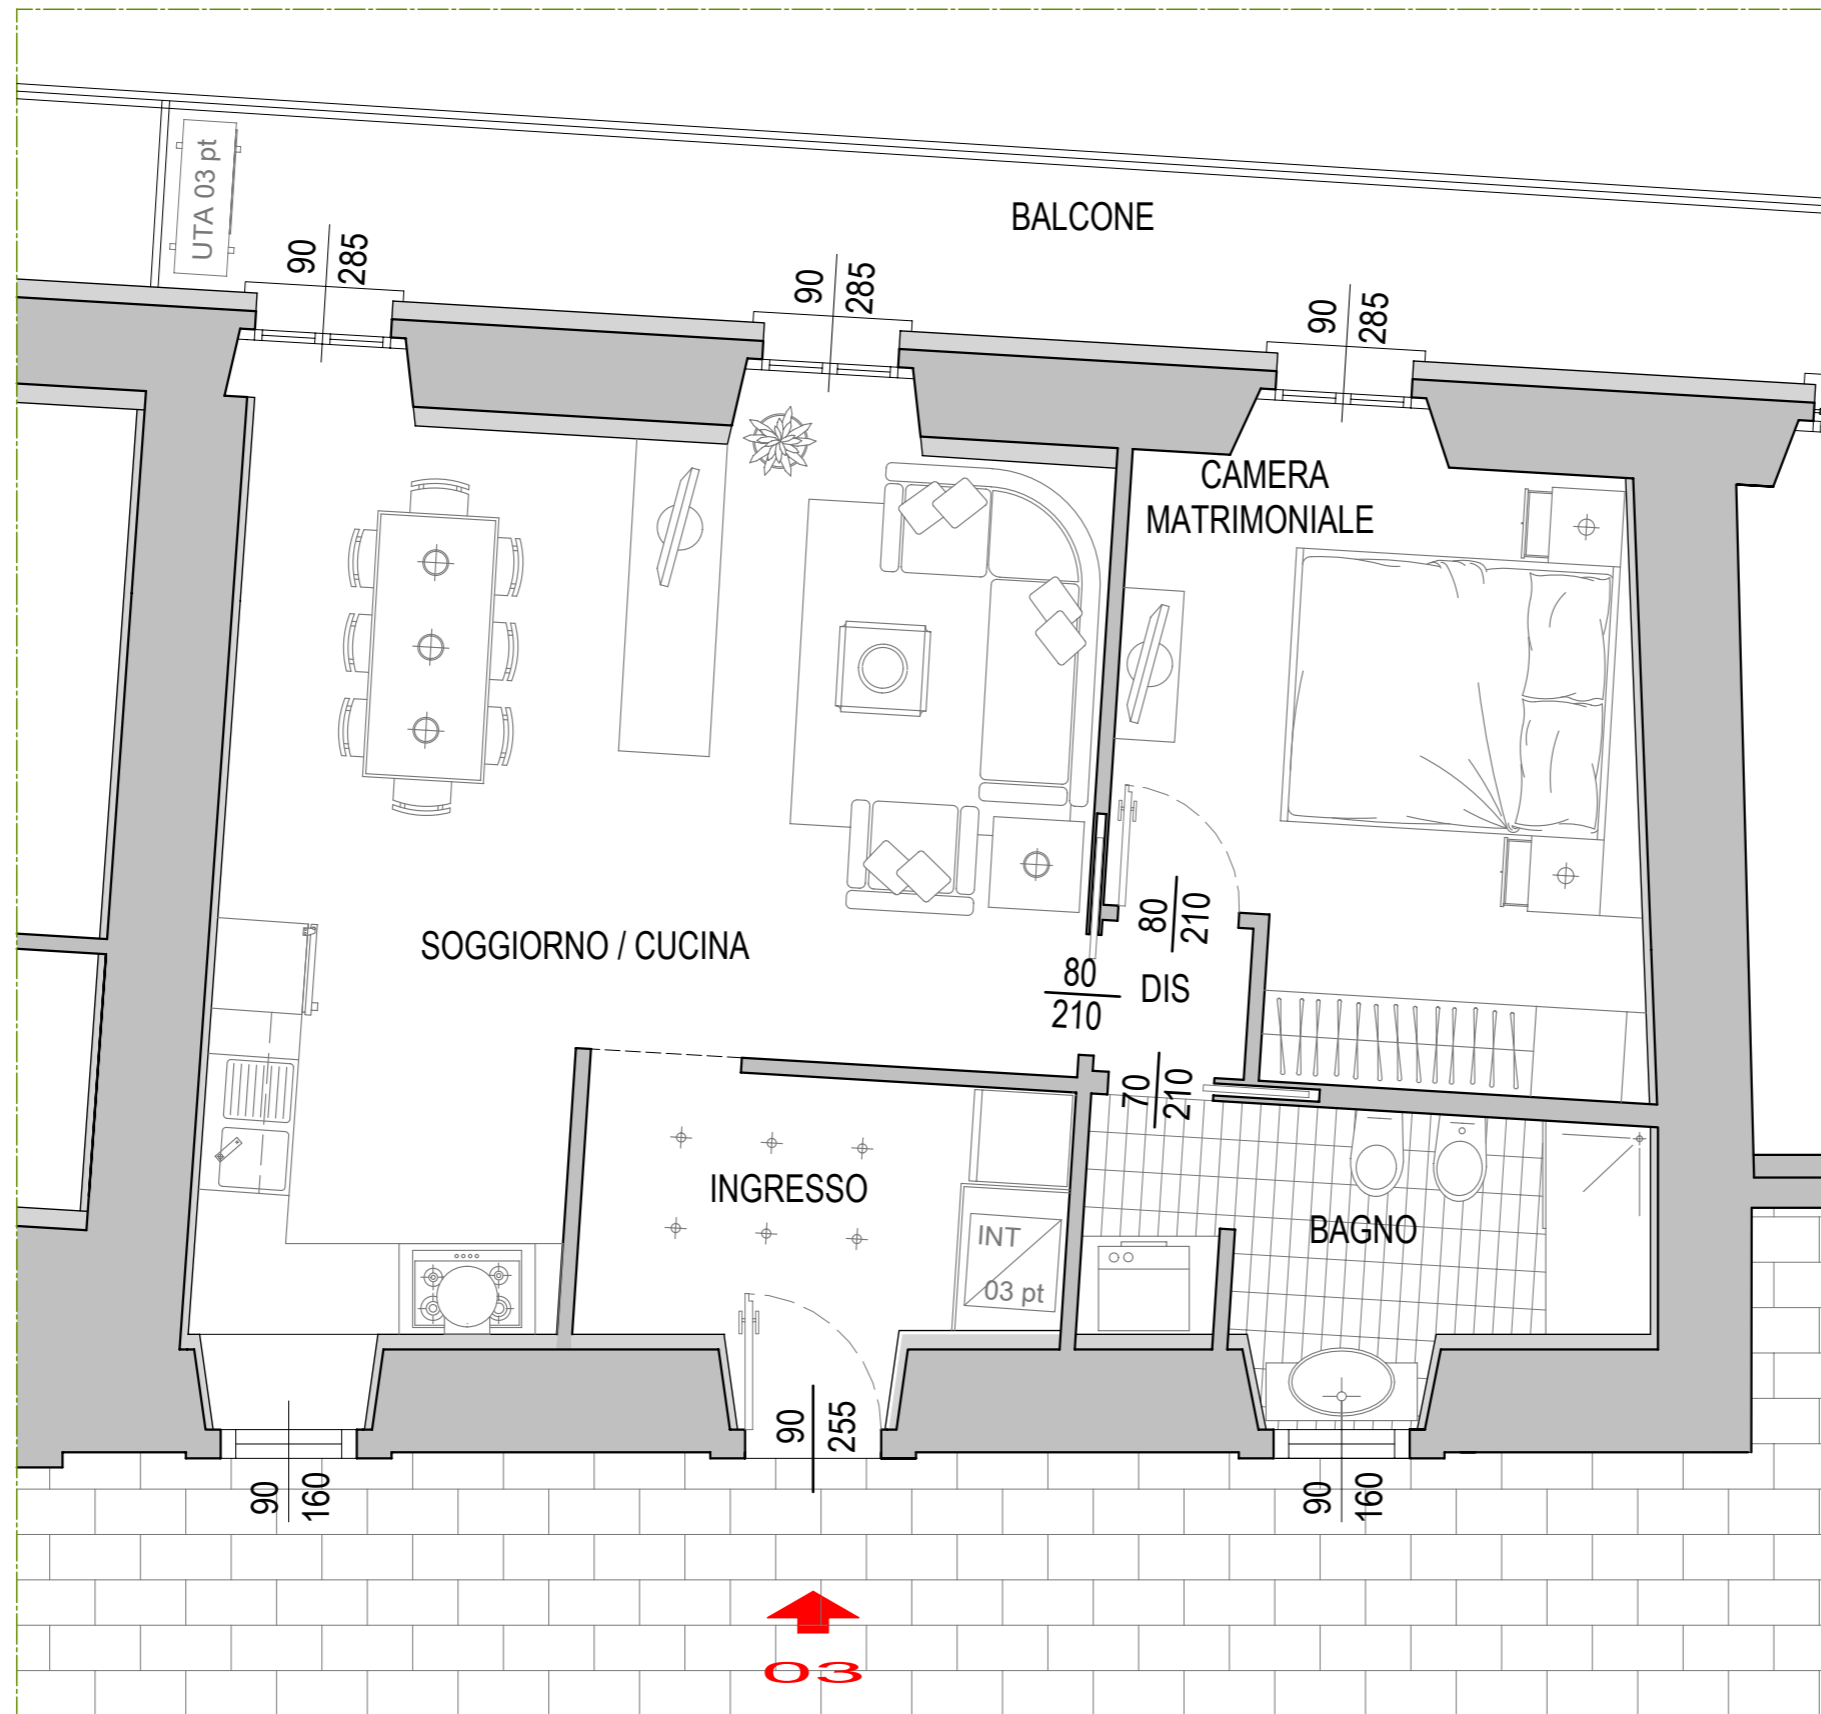 UTA 03 pt
BALCONE
90
285
90
285
90
285
CAMERA
MATRIMONIALE
SOGGIORNO / CUCINA
80
210
80
210
DIS
70
210
INGRESSO
INT
03 pt
BAGNO
90
160
90
255
90
160
03